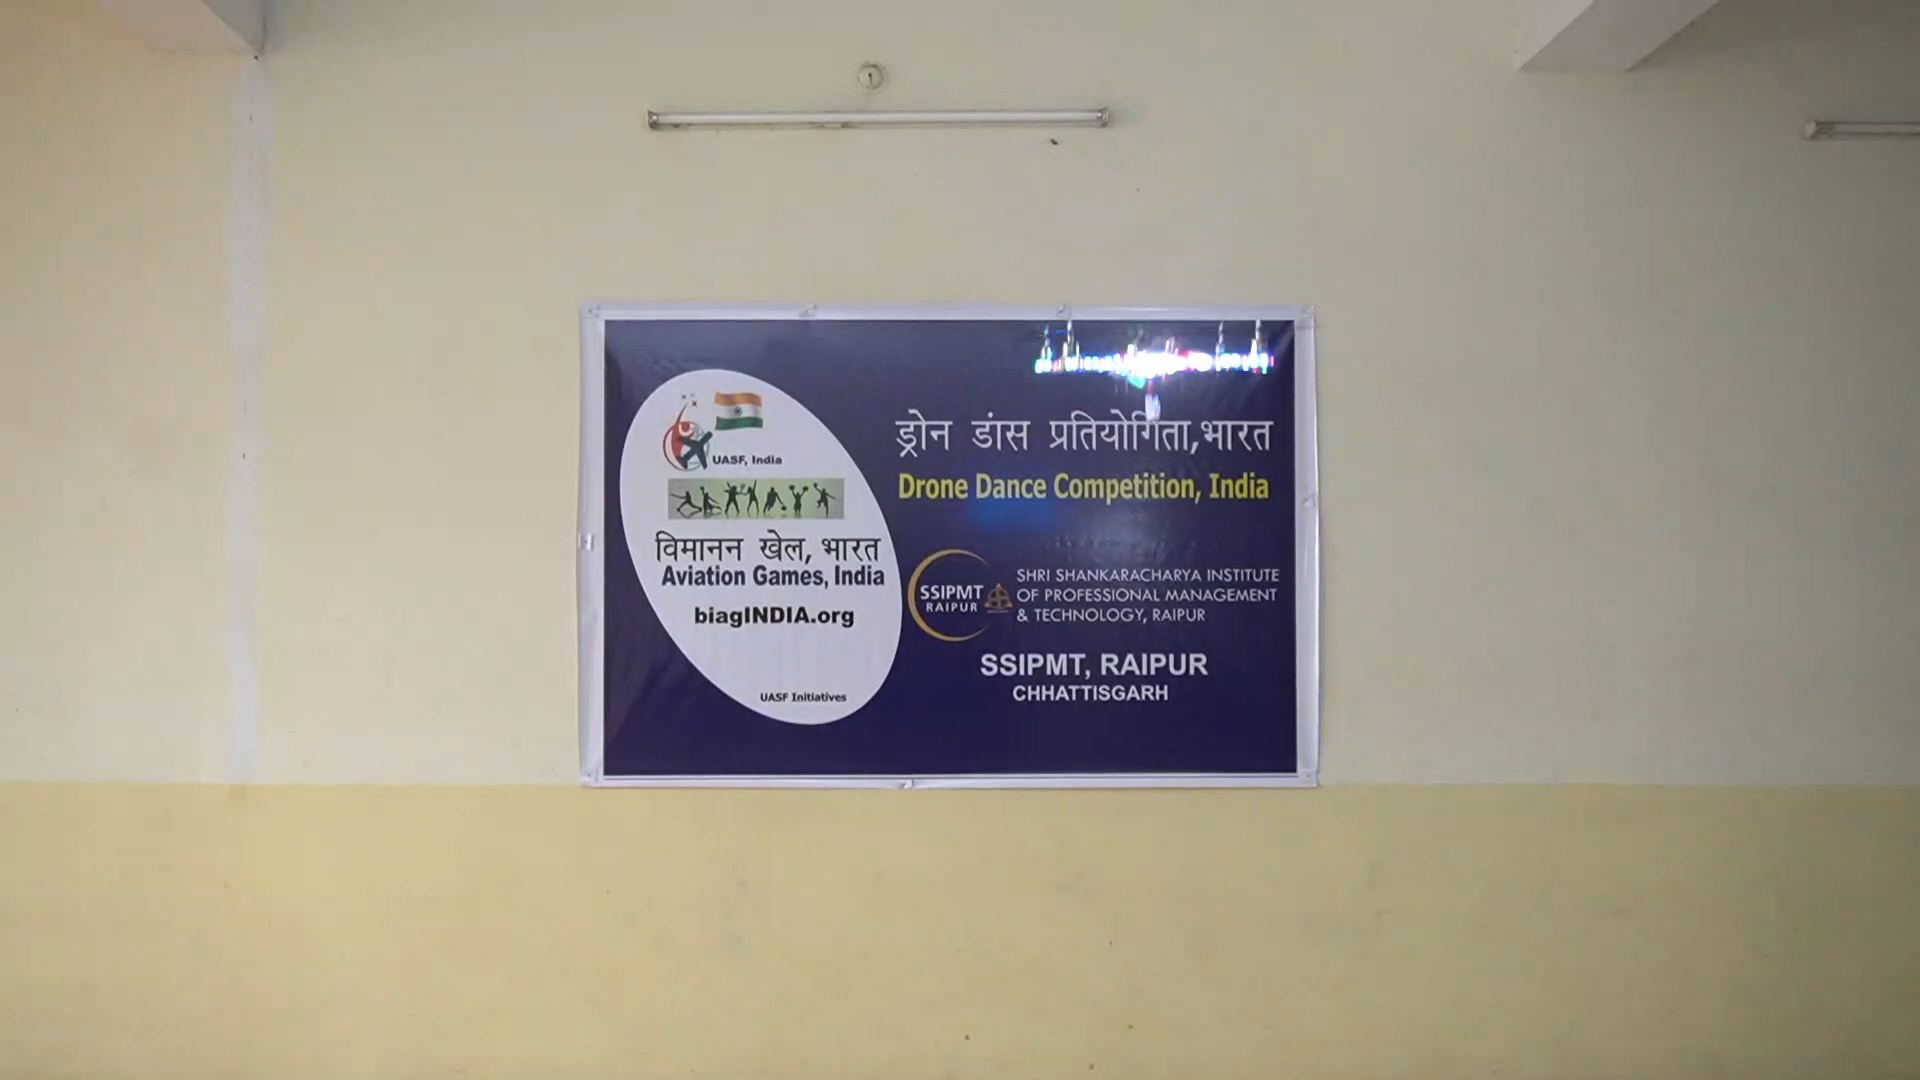 UASF, India
विमानन खेल, भारत
Aviation Games, India
biagINDIA.org
UASF Initiatives
ड्रोन डांस प्रतियोगिता,भारत
Drone Dance Competition, India
SSIPMT
RAIPUR
SHRI SHANKARACHARYA INSTITUTE
OF PROFESSIONAL MANAGEMENT
& TECHNOLOGY, RAIPUR
SSIPMT, RAIPUR
CHHATTISGARH